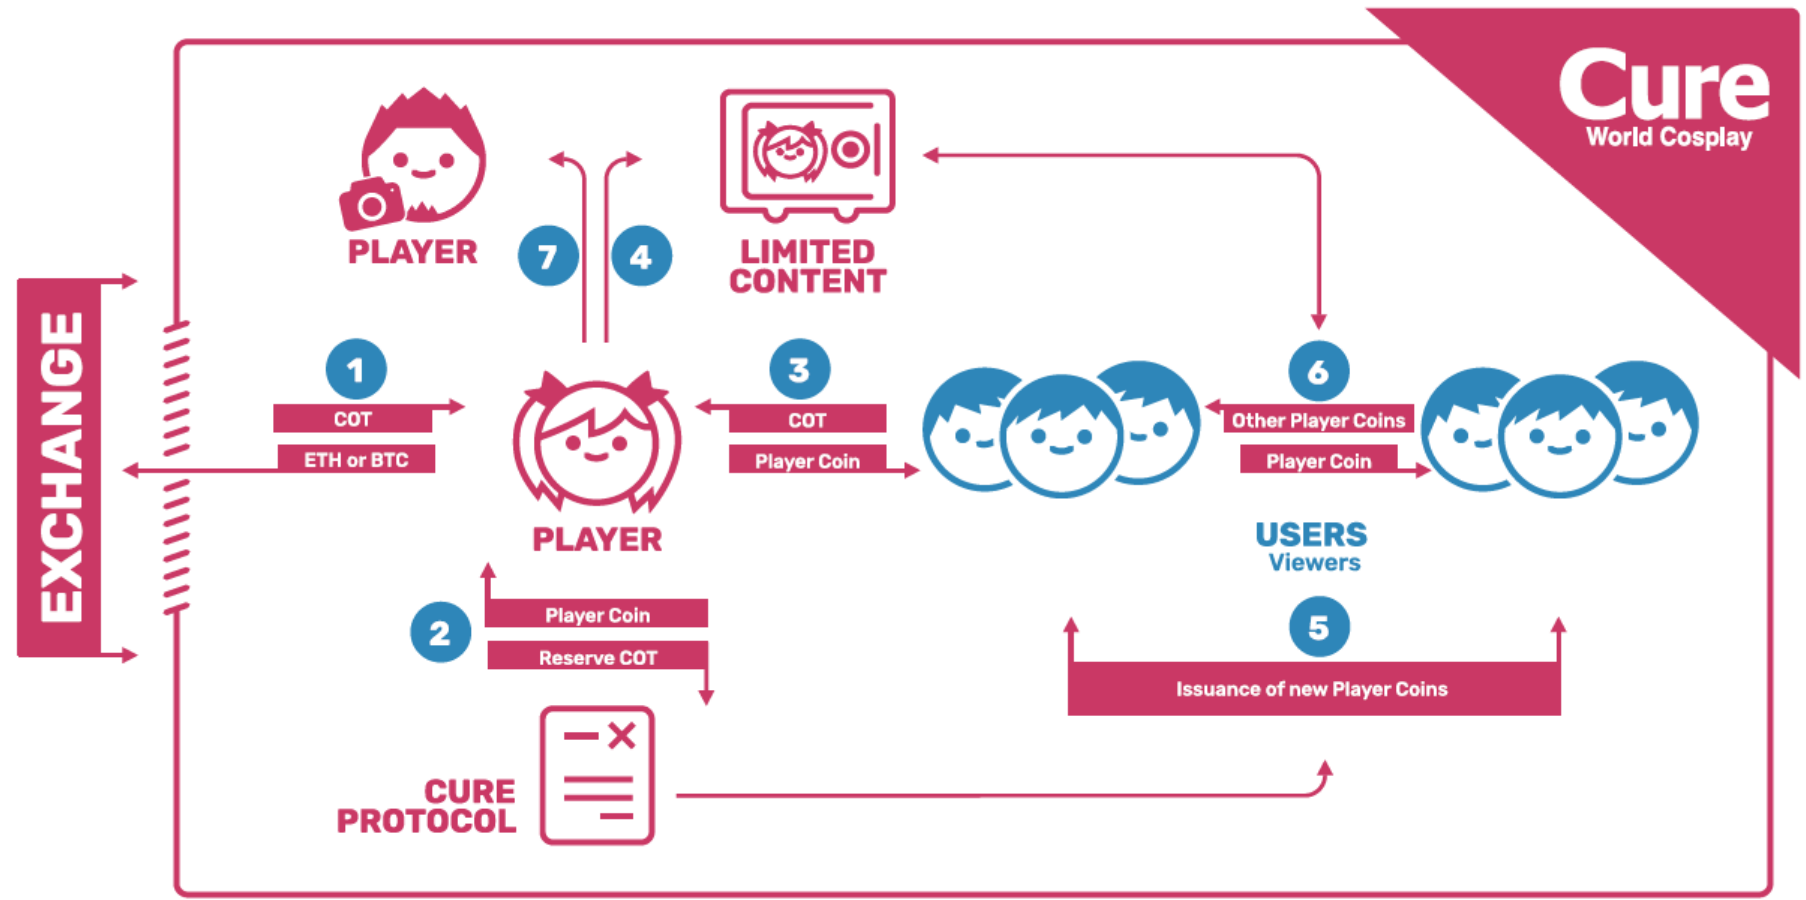 Cure
World Cosplay
PLAYER
7
4
LIMITED
CONTENT
EXCHANGE
1
COT
ETH or BTC
3
COT
Player Coin
6
Other Player Coins
Player Coin
PLAYER
USERS
Viewers
2
Player Coin
Reserve COT
5
Issuance of new Player Coins
CURE
PROTOCOL